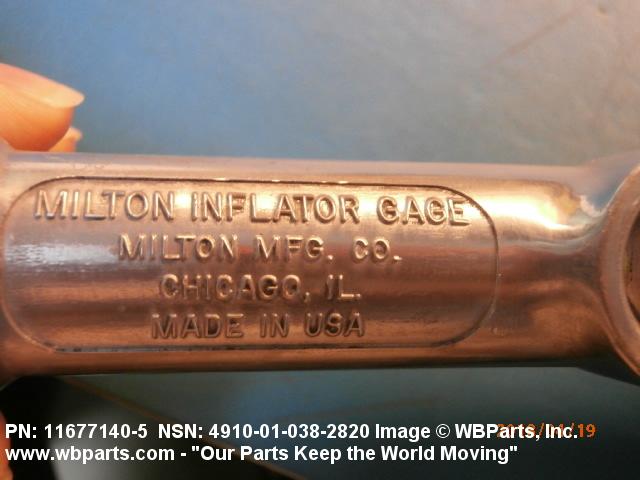 MILTON INFLATOR GAGE
MILTON MFG. CO.
CHICAGO, IL.
MADE IN USA
PN: 11677140-5 NSN: 4910-01-038-2820 Image © WBParts, Inc.
www.wbparts.com - "Our Parts Keep the World Moving"